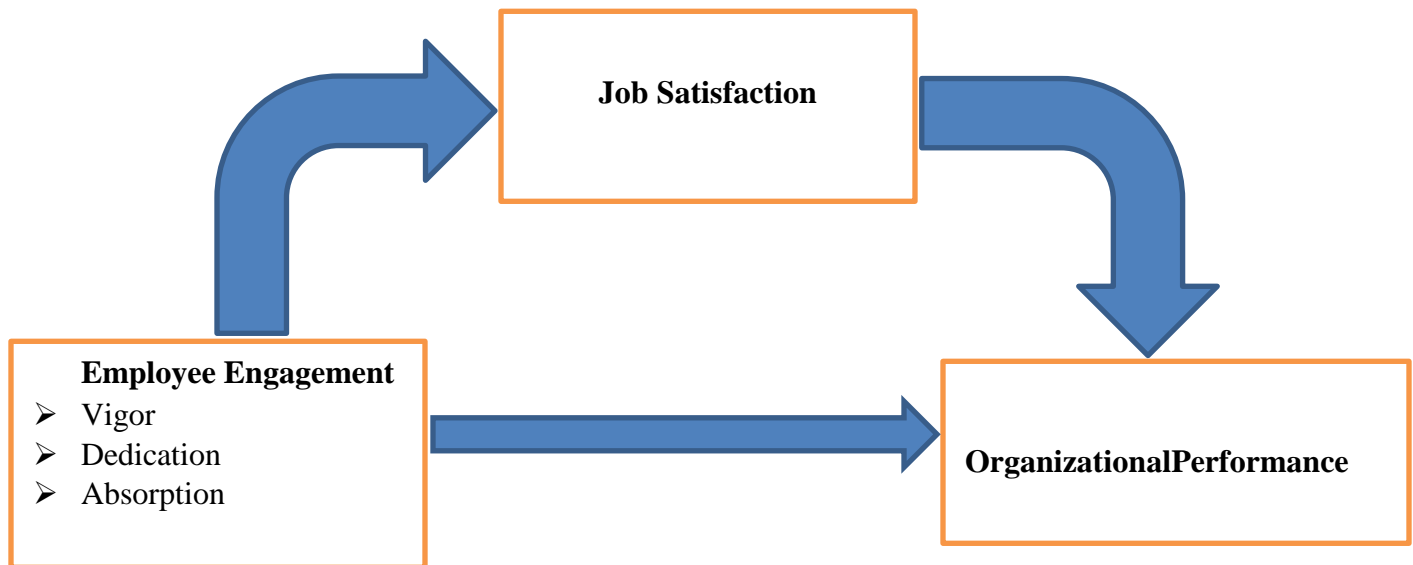 Job Satisfaction
Employee Engagement
➢ Vigor
➢ Dedication
➢ Absorption
OrganizationalPerformance